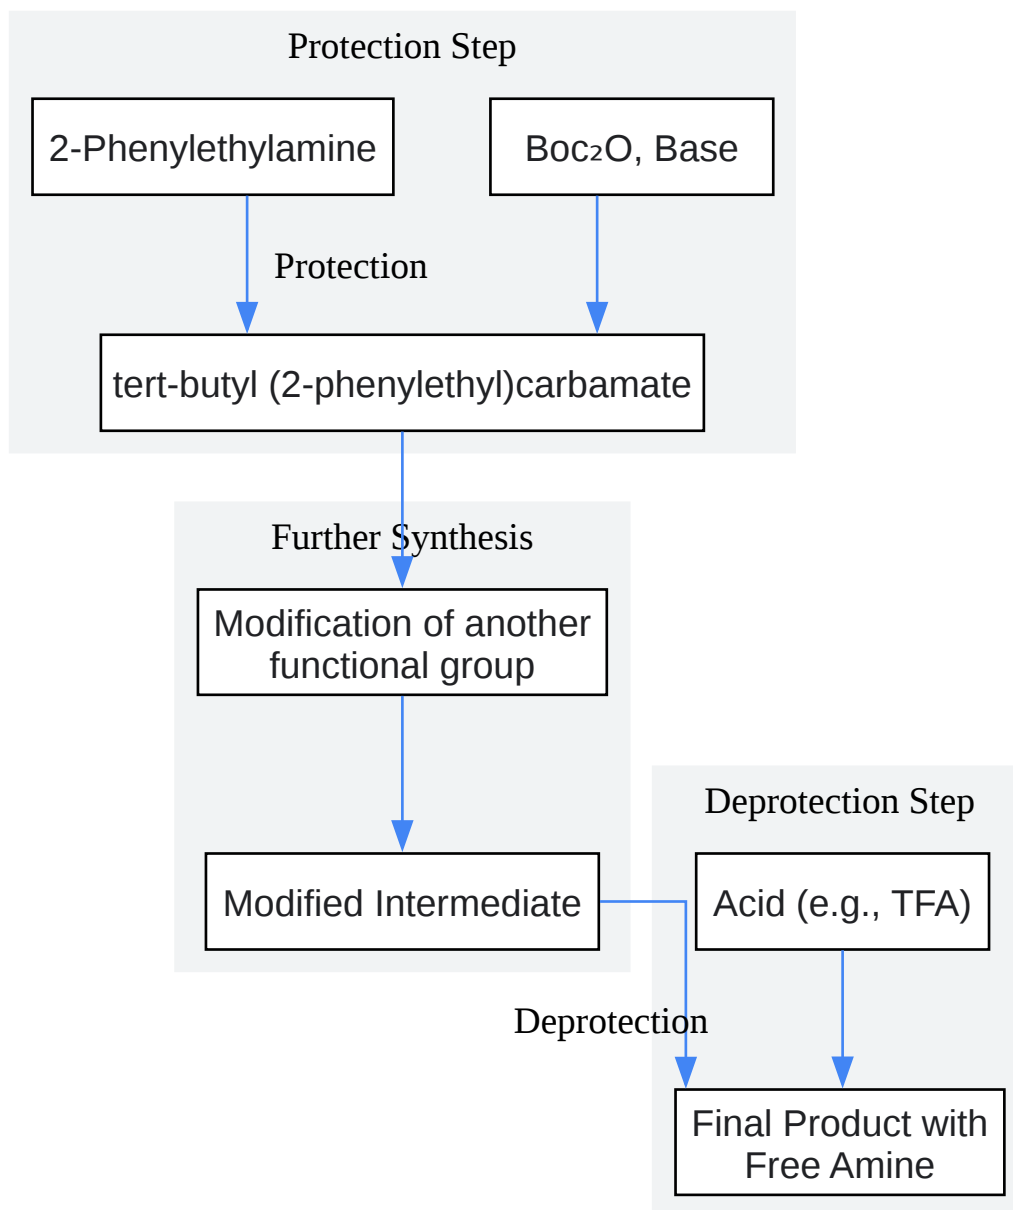 Protection Step
2-Phenylethylamine
Boc₂O, Base
Protection
tert-butyl (2-phenylethyl)carbamate
Further Synthesis
Modification of another
functional group
Modified Intermediate
Deprotection Step
Acid (e.g., TFA)
Deprotection
Final Product with
Free Amine